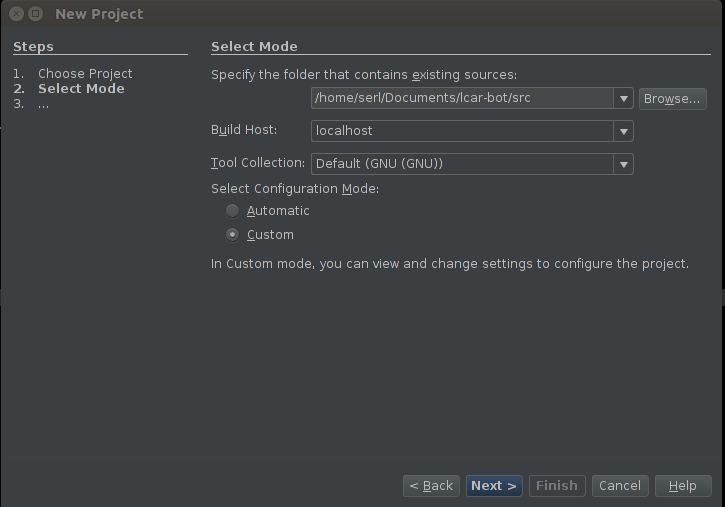 New Project
Steps
1. Choose Project
2. Select Mode
3. ...
Select Mode
Specify the folder that contains existing sources:
/home/serl/Documents/lcar-bot/src
Browse...
Build Host: localhost
Tool Collection: Default (GNU (GNU))
Select Configuration Mode:
Automatic
Custom
In Custom mode, you can view and change settings to configure the project.
< Back Next > Finish Cancel Help